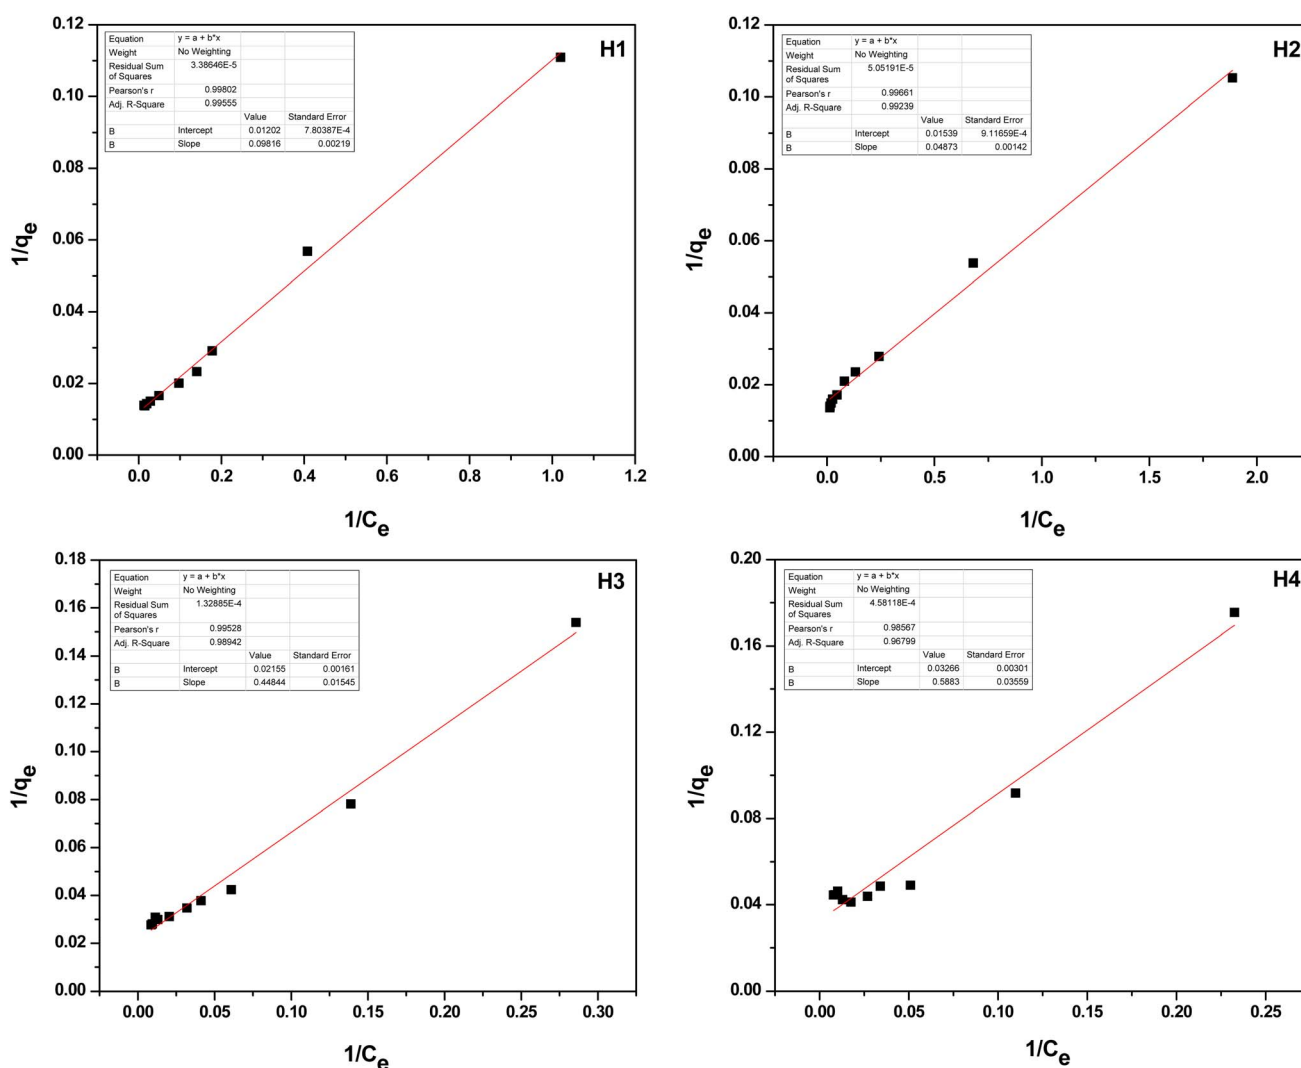 H1
Equation y = a + b*x
Weight No Weighting
Residual Sum of Squares 3.38646E-5
Pearson's r 0.99802
Adj. R-Square 0.99555
Value Standard Error
B Intercept 0.01202 7.80387E-4
B Slope 0.09816 0.00219
0.12
0.10
0.08
0.06
0.04
0.02
0.00
1/qe
0.0 0.2 0.4 0.6 0.8 1.0 1.2
1/Ce
H2
Equation y = a + b*x
Weight No Weighting
Residual Sum of Squares 5.05191E-5
Pearson's r 0.99661
Adj. R-Square 0.99239
Value Standard Error
B Intercept 0.01539 9.11659E-4
B Slope 0.04873 0.00142
0.12
0.10
0.08
0.06
0.04
0.02
0.00
1/qe
0.0 0.5 1.0 1.5 2.0
1/Ce
H3
Equation y = a + b*x
Weight No Weighting
Residual Sum of Squares 1.32885E-4
Pearson's r 0.99528
Adj. R-Square 0.98942
Value Standard Error
B Intercept 0.02155 0.00161
B Slope 0.44844 0.01545
0.18
0.16
0.14
0.12
0.10
0.08
0.06
0.04
0.02
0.00
1/qe
0.00 0.05 0.10 0.15 0.20 0.25 0.30
1/Ce
H4
Equation y = a + b*x
Weight No Weighting
Residual Sum of Squares 4.58118E-4
Pearson's r 0.98567
Adj. R-Square 0.96799
Value Standard Error
B Intercept 0.03266 0.00301
B Slope 0.5883 0.03559
0.20
0.16
0.12
0.08
0.04
0.00
1/qe
0.00 0.05 0.10 0.15 0.20 0.25
1/Ce